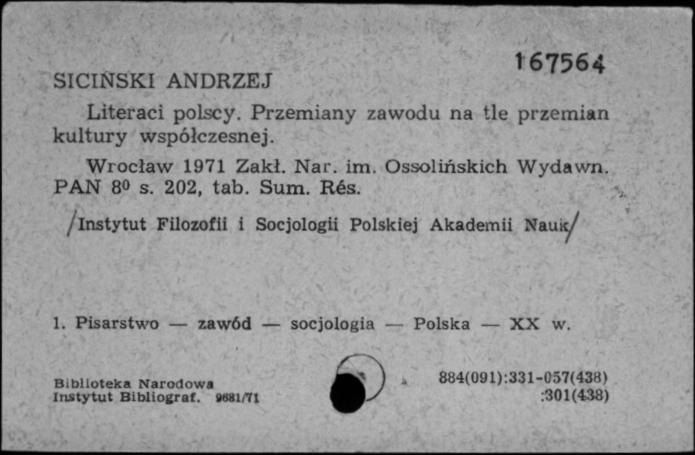 167564
SICIŃSKI ANDRZEJ
Literaci polscy. Przemiany zawodu na tle przemian
kultury współczesnej.
Wrocław 1971 Zakł. Nar. im. Ossolińskich Wydawn.
PAN 8⁰ s. 202, tab. Sum. Rés.
/Instytut Filozofii i Socjologii Polskiej Akademii Nauk/
1. Pisarstwo — zawód — socjologia — Polska — XX w.
Biblioteka Narodowa
Instytut Bibliograf. 9681/71
884(091):331-057(438)
:301(438)